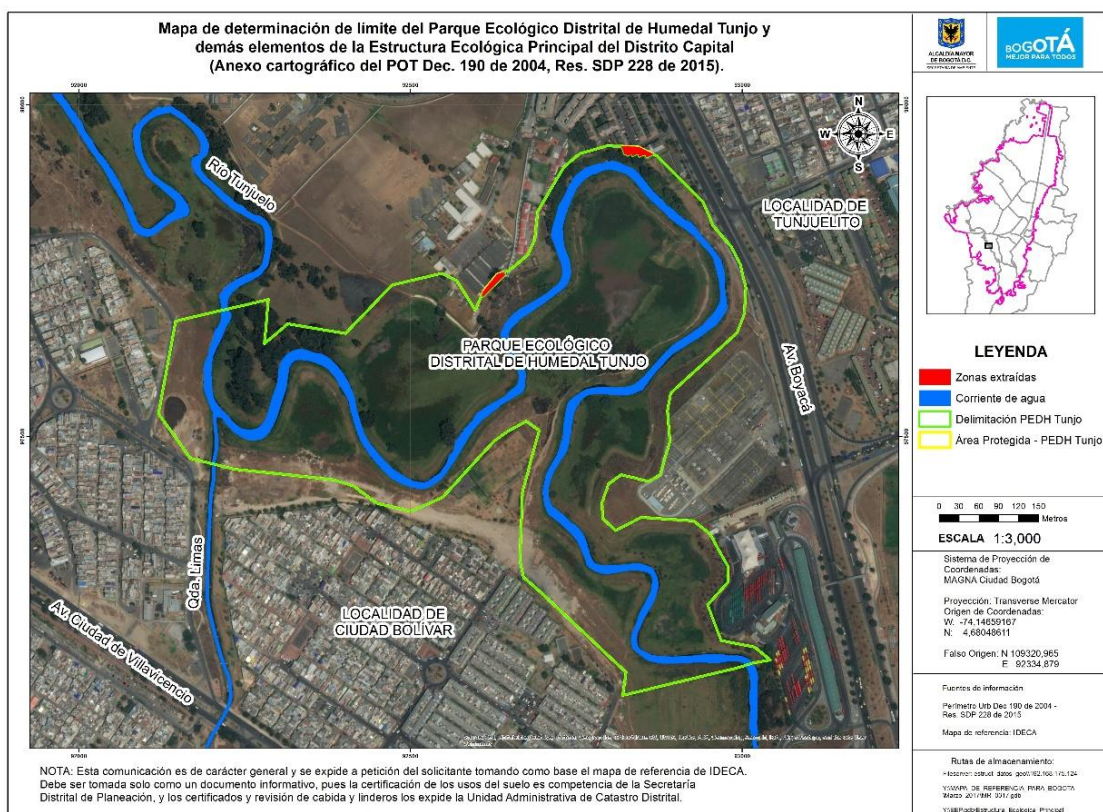 Mapa de determinación de límite del Parque Ecológico Distrital de Humedal Tunjo y
demás elementos de la Estructura Ecológica Principal del Distrito Capital
(Anexo cartográfico del POT Dec. 190 de 2004, Res. SDP 228 de 2015).
ALCALDÍA MAYOR
DE BOGOTÁ D.C.
BOGOTÁ
MEJOR PARA TODOS
92000
92500
93000
N
W
E
S
Río Tunjuelo
LOCALIDAD DE
TUNJUELITO
PARQUE ECOLÓGICO
DISTRITAL DE HUMEDAL TUNJO
Av. Boyacá
Qda. Limas
LOCALIDAD DE
CIUDAD BOLÍVAR
Av. Ciudad de Villavicencio
92000
92500
93000
NOTA: Esta comunicación es de carácter general y se expide a petición del solicitante tomando como base el mapa de referencia de IDECA.
Debe ser tomada solo como un documento informativo, pues la certificación de los usos del suelo es competencia de la Secretaría
Distrital de Planeación, y los certificados y revisión de cabida y linderos los expide la Unidad Administrativa de Catastro Distrital.
LEYENDA
Zonas extraídas
Corriente de agua
Delimitación PEDH Tunjo
Área Protegida - PEDH Tunjo
0 30 60 90 120 150
Metros
ESCALA 1:3,000
Sistema de Proyección de
Coordenadas:
MAGNA Ciudad Bogotá
Proyección: Transverse Mercator
Origen de Coordenadas:
W: -74,14659167
N: 4,68048611
Falso Origen: N 109320,965
E 92334,879
Fuentes de información
Perímetro Urb Dec 190 de 2004 -
Res. SDP 228 de 2015
Mapa de referencia: IDECA
Rutas de almacenamiento: